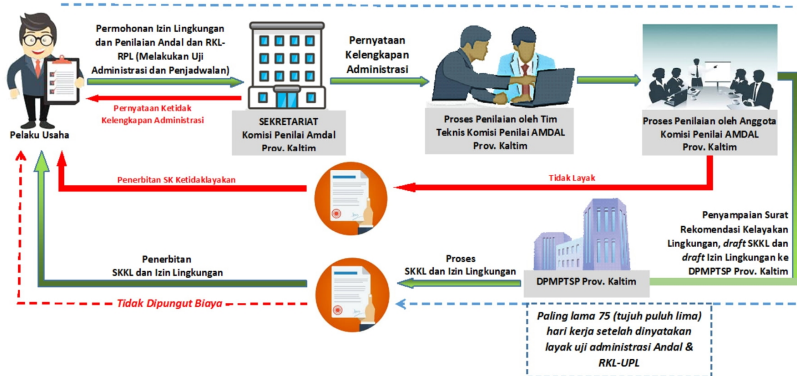 Permohonan Izin Lingkungan
dan Penilaian Andal dan RKL-
RPL (Melakukan Uji
Administrasi dan Penjadwalan)
Pernyataan Ketidak
Kelengkapan Administrasi
Pelaku Usaha
SEKRETARIAT
Komisi Penilai Amdal
Prov. Kaltim
Pernyataan
Kelengkapan
Administrasi
Proses Penilaian oleh Tim
Teknis Komisi Penilai AMDAL
Prov. Kaltim
Proses Penilaian oleh Anggota
Komisi Penilai AMDAL
Prov. Kaltim
Penerbitan SK Ketidaklayakan
Tidak Layak
Penyampaian Surat
Rekomendasi Kelayakan
Lingkungan, draft SKKL dan
draft Izin Lingkungan ke
DPMPTSP Prov. Kaltim
Penerbitan
SKKL dan Izin Lingkungan
Proses
SKKL dan Izin Lingkungan
DPMPTSP Prov. Kaltim
Tidak Dipungut Biaya
Paling lama 75 (tujuh puluh lima)
hari kerja setelah dinyatakan
layak uji administrasi Andal &
RKL-UPL